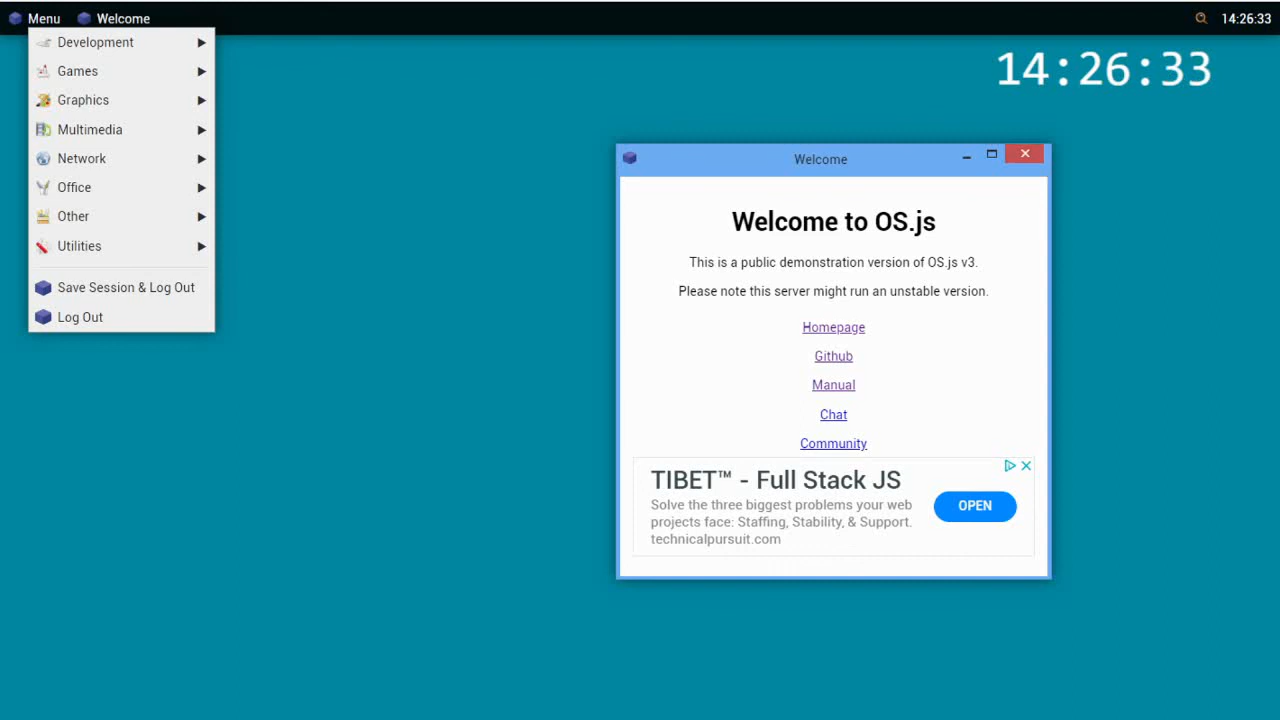 Menu Welcome 14:26:33
14:26:33
Development
Games
Graphics
Multimedia
Network
Office
Other
Utilities
Save Session & Log Out
Log Out
Welcome
Welcome to OS.js
This is a public demonstration version of OS.js v3.
Please note this server might run an unstable version.
Homepage
Github
Manual
Chat
Community
TIBET™ - Full Stack JS
Solve the three biggest problems your web
projects face: Staffing, Stability, & Support.
technicalpursuit.com
OPEN